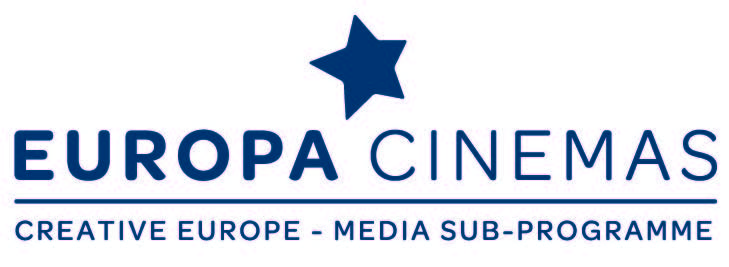 EUROPA CINEMAS
CREATIVE EUROPE - MEDIA SUB-PROGRAMME